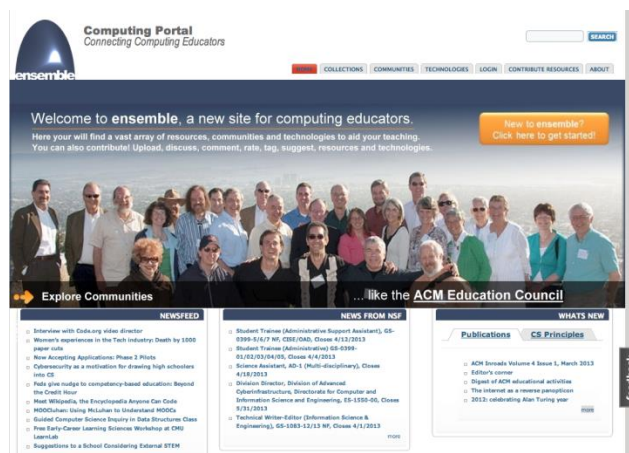 Computing Portal
Connecting Computing Educators
ensemble
SEARCH
COLLECTIONS COMMUNITIES TECHNOLOGIES LOGIN CONTRIBUTE RESOURCES ABOUT
Welcome to ensemble, a new site for computing educators.
Here your will find a vast array of resources, communities and technologies to aid your teaching.
You can also contribute! Upload, discuss, comment, rate, tag, suggest, resources and technologies.
New to ensemble?
Click here to get started!
Explore Communities
... like the ACM Education Council
NEWSFEED
Interview with Code.org video director
Women's experiences in the Tech industry: Death by 1000
paper cuts
Now Accepting Applications: Phase 2 Pilots
Cybersecurity as a motivation for drawing high schoolers
into CS
Feds give nudge to competency-based education: Beyond
the Credit Hour
Meet Wikipedia, the Encyclopedia Anyone Can Code
MOOCluhan: Using McLuhan to Understand MOOCs
Guided Computer Science Inquiry in Data Structures Class
Free Early-Career Learning Sciences Workshop at CMU
LearnLab
Suggestions to a School Considering External STEM
NEWS FROM NSF
Student Trainee (Administrative Support Assistant), GS-
0399-5/6/7 NF, CISE/OAD, Closes 4/12/2013
Student Trainee (Administrative) GS-0399-
01/02/03/04/05, Closes 4/4/2013
Science Assistant, AD-1 (Multi-disciplinary), Closes
4/18/2013
Division Director, Division of Advanced
Cyberinfrastructure, Directorate for Computer and
Information Science and Engineering, ES-1550-00, Closes
5/31/2013
Technical Writer-Editor (Information Science &
Engineering), GS-1083-12/13 NF, Closes 4/1/2013
more
WHATS NEW
Publications CS Principles
ACM Inroads Volume 4 Issue 1, March 2013
Editor's corner
Digest of ACM educational activities
The internet as a reverse panopticon
2012: celebrating Alan Turing year
more